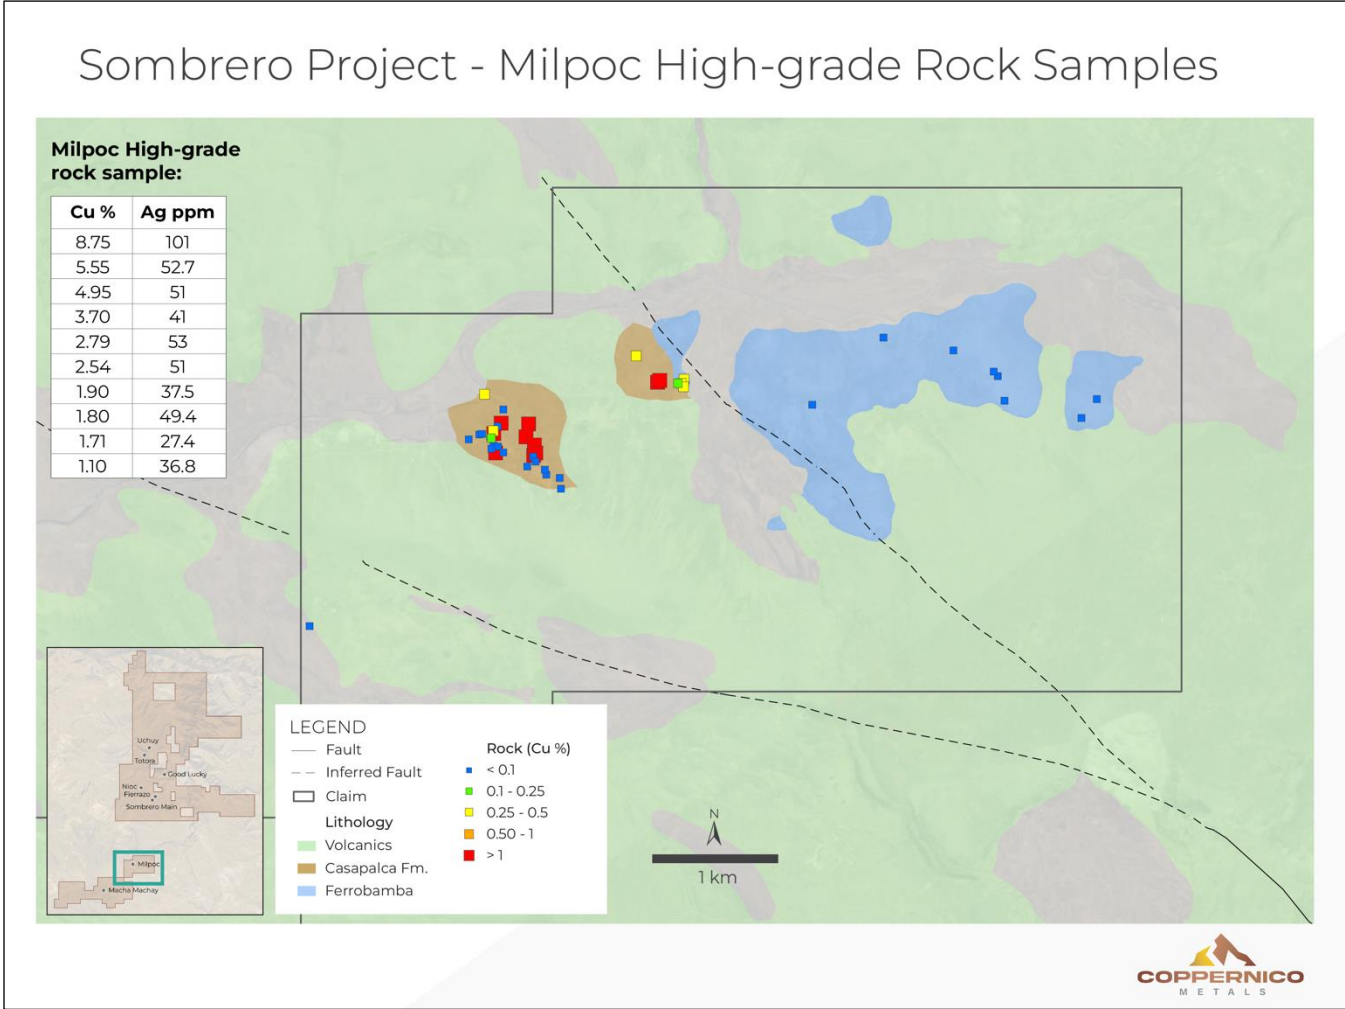 Sombrero Project - Milpoc High-grade Rock Samples
Milpoc High-grade
rock sample:
Cu % Ag ppm
8.75 101
5.55 52.7
4.95 51
3.70 41
2.79 53
2.54 51
1.90 37.5
1.80 49.4
1.71 27.4
1.10 36.8
Uchuy
Totora
Good Lucky
Nioc
Fierrazo
Sombrero Main
Milpoc
Macha Machay
LEGEND
Fault
Inferred Fault
Claim
Lithology
Volcanics
Casapalca Fm.
Ferrobamba
Rock (Cu %)
< 0.1
0.1 - 0.25
0.25 - 0.5
0.50 - 1
> 1
N
1 km
COPPERNICO
METALS